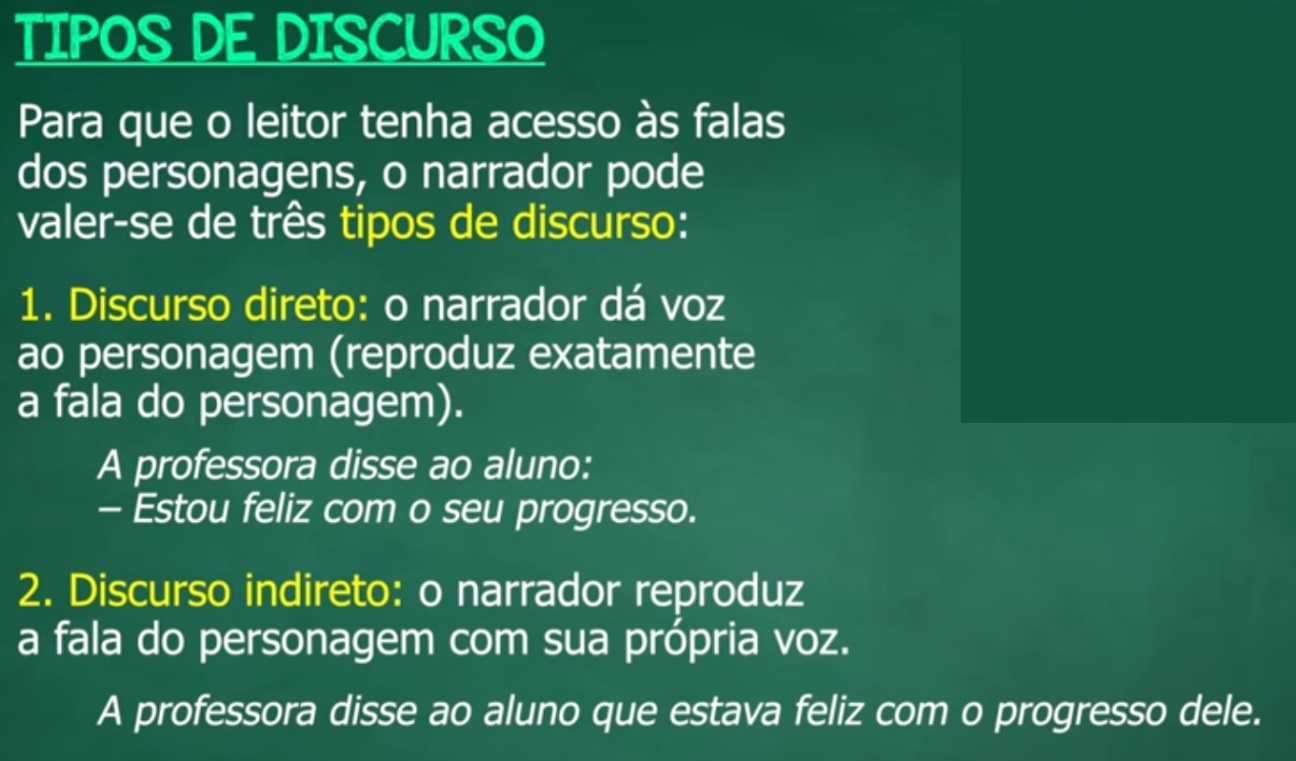 TIPOS DE DISCURSO
Para que o leitor tenha acesso às falas
dos personagens, o narrador pode
valer-se de três tipos de discurso:
1. Discurso direto: o narrador dá voz
ao personagem (reproduz exatamente
a fala do personagem).
A professora disse ao aluno:
– Estou feliz com o seu progresso.
2. Discurso indireto: o narrador reproduz
a fala do personagem com sua própria voz.
A professora disse ao aluno que estava feliz com o progresso dele.